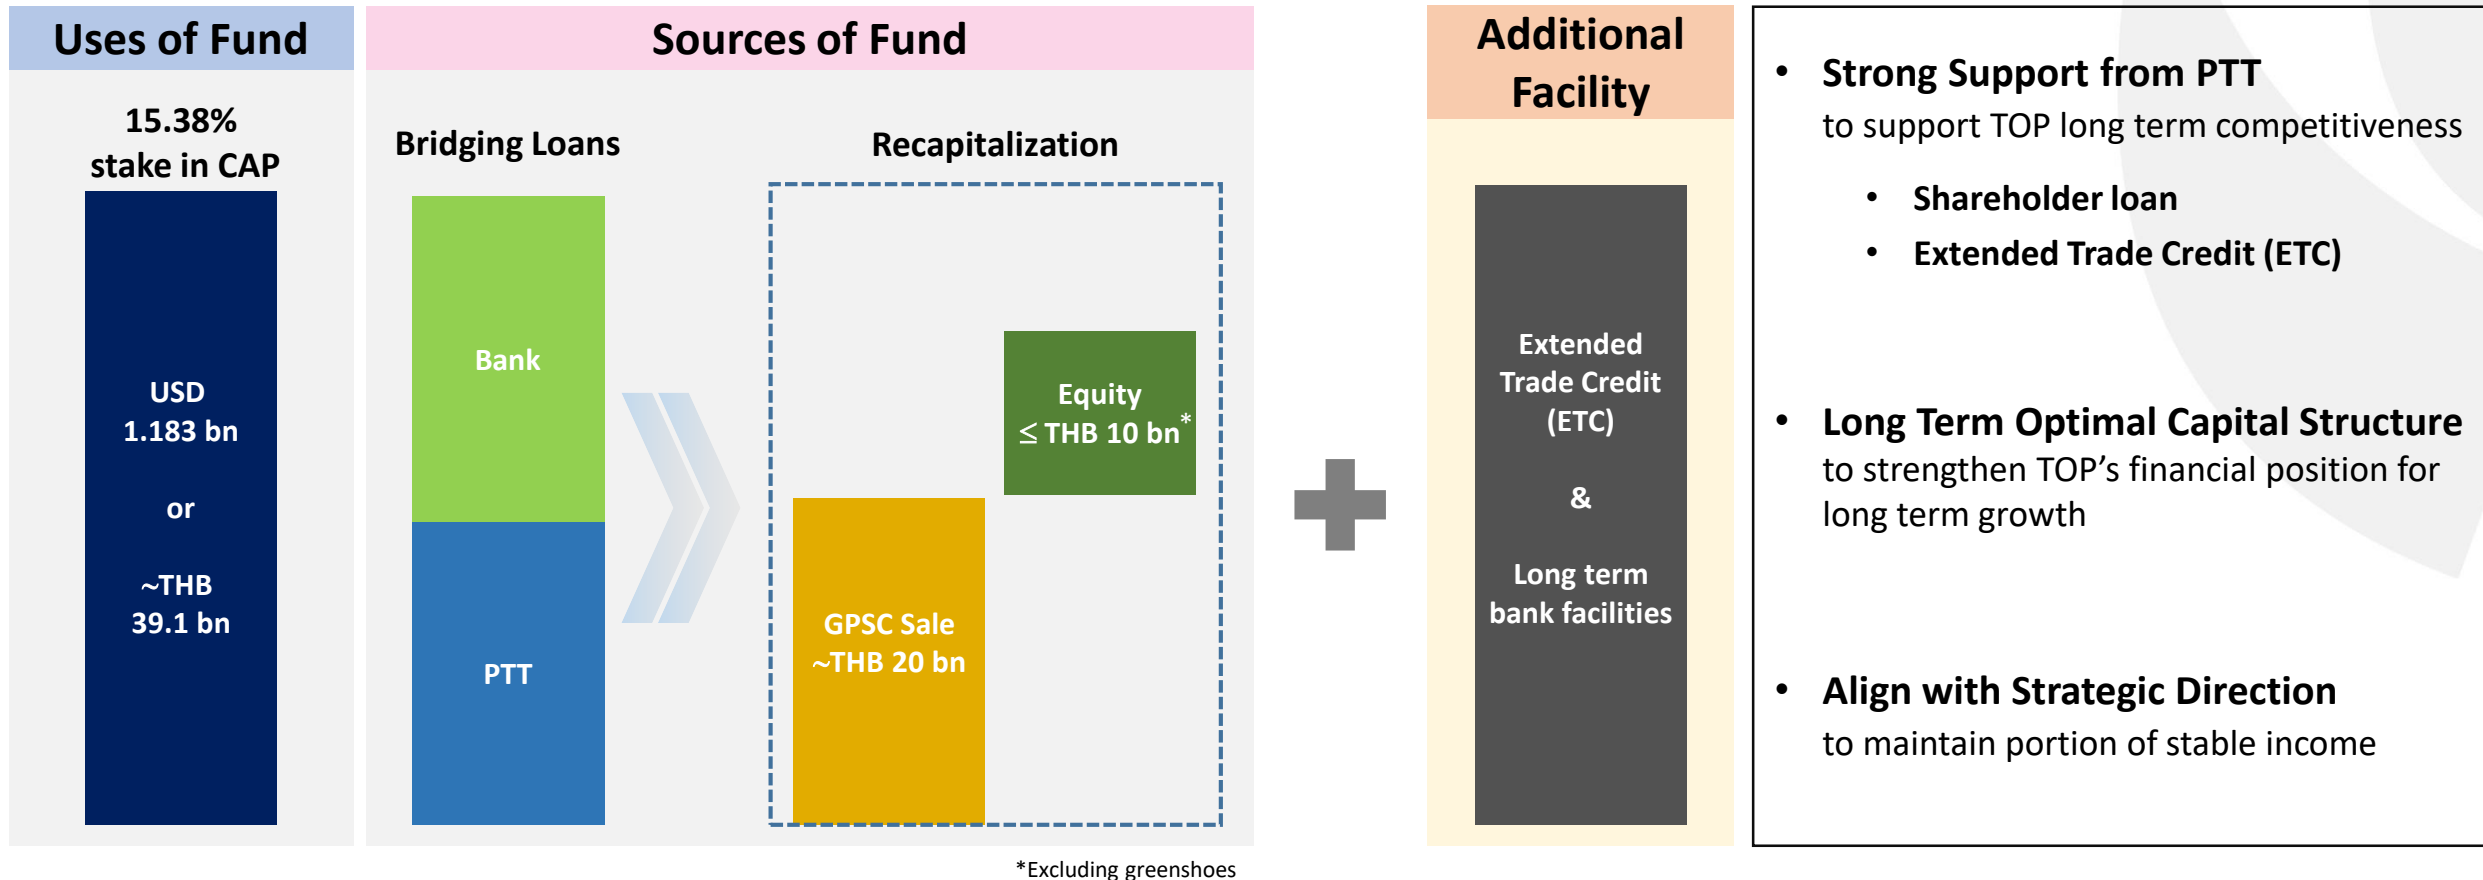 Uses of Fund
15.38%
stake in CAP
USD
1.183 bn
or
~THB
39.1 bn
Sources of Fund
Bridging Loans
Bank
PTT
Recapitalization
Equity
≤ THB 10 bn*
GPSC Sale
~THB 20 bn
*Excluding greenshoes
Additional
Facility
Extended
Trade Credit
(ETC)
&
Long term
bank facilities
• Strong Support from PTT
to support TOP long term competitiveness
• Shareholder loan
• Extended Trade Credit (ETC)
• Long Term Optimal Capital Structure
to strengthen TOP’s financial position for
long term growth
• Align with Strategic Direction
to maintain portion of stable income